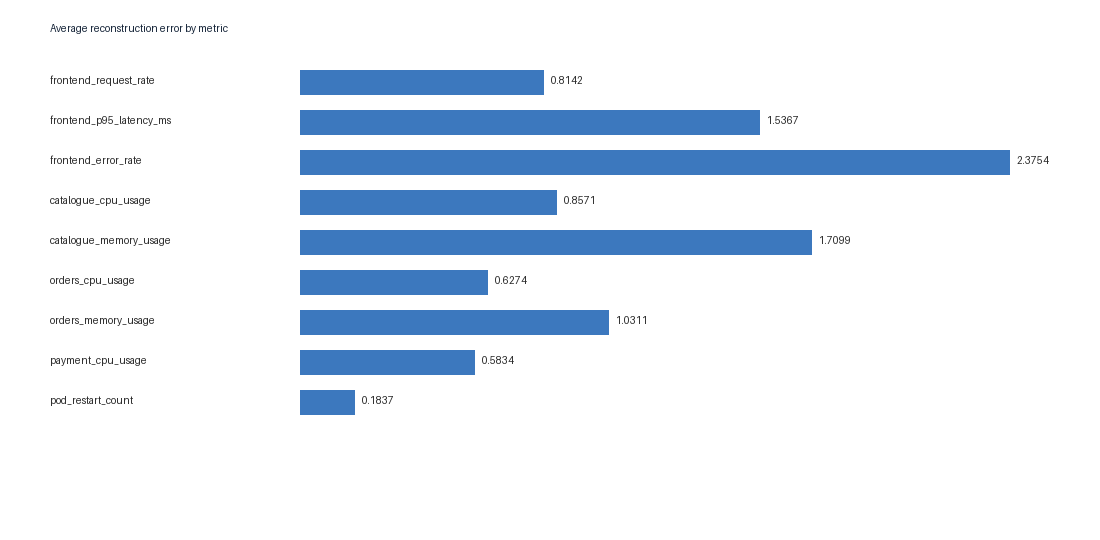 Average reconstruction error by metric
frontend_request_rate 0.8142
frontend_p95_latency_ms 1.5367
frontend_error_rate 2.3754
catalogue_cpu_usage 0.8571
catalogue_memory_usage 1.7099
orders_cpu_usage 0.6274
orders_memory_usage 1.0311
payment_cpu_usage 0.5834
pod_restart_count 0.1837